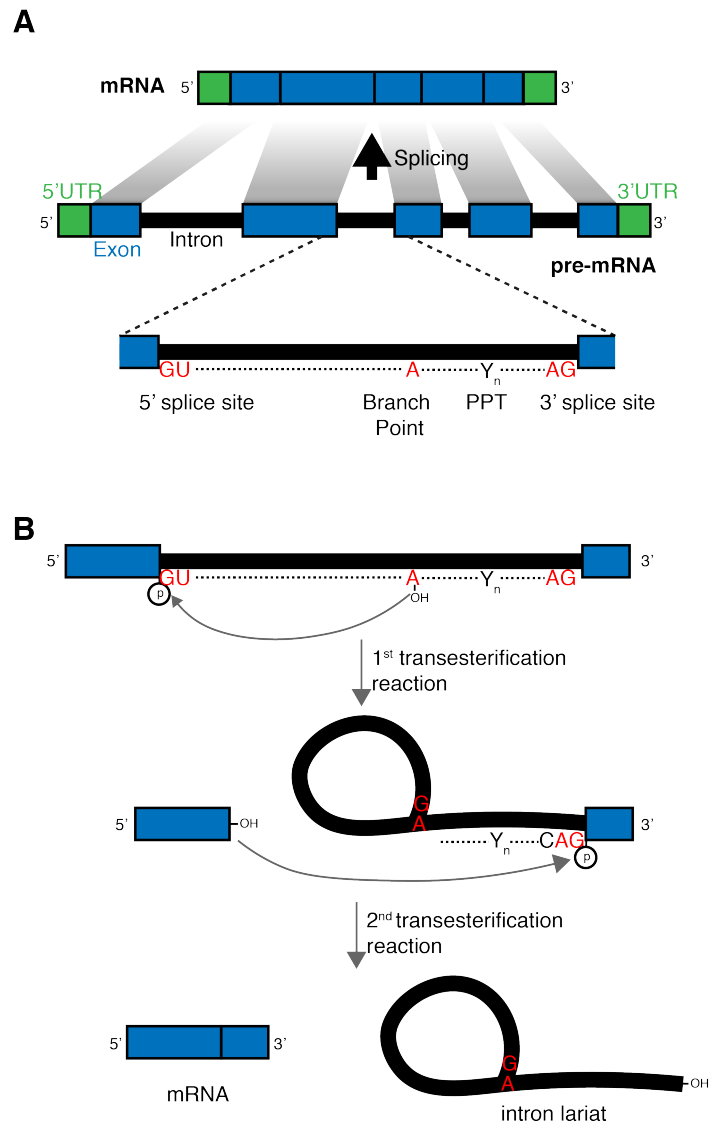 A
mRNA 5’ 3’
Splicing
5’UTR 3’UTR
5’ 3’
Exon Intron
pre-mRNA
GU A Yn AG
5’ splice site Branch PPT 3’ splice site
Point
B
5’ 3’
GU A Yn AG
p OH
1st transesterification
reaction
G
5’ OH A 3’
Yn CAG
p
2nd transesterification
reaction
5’ 3’ G
A OH
mRNA
intron lariat